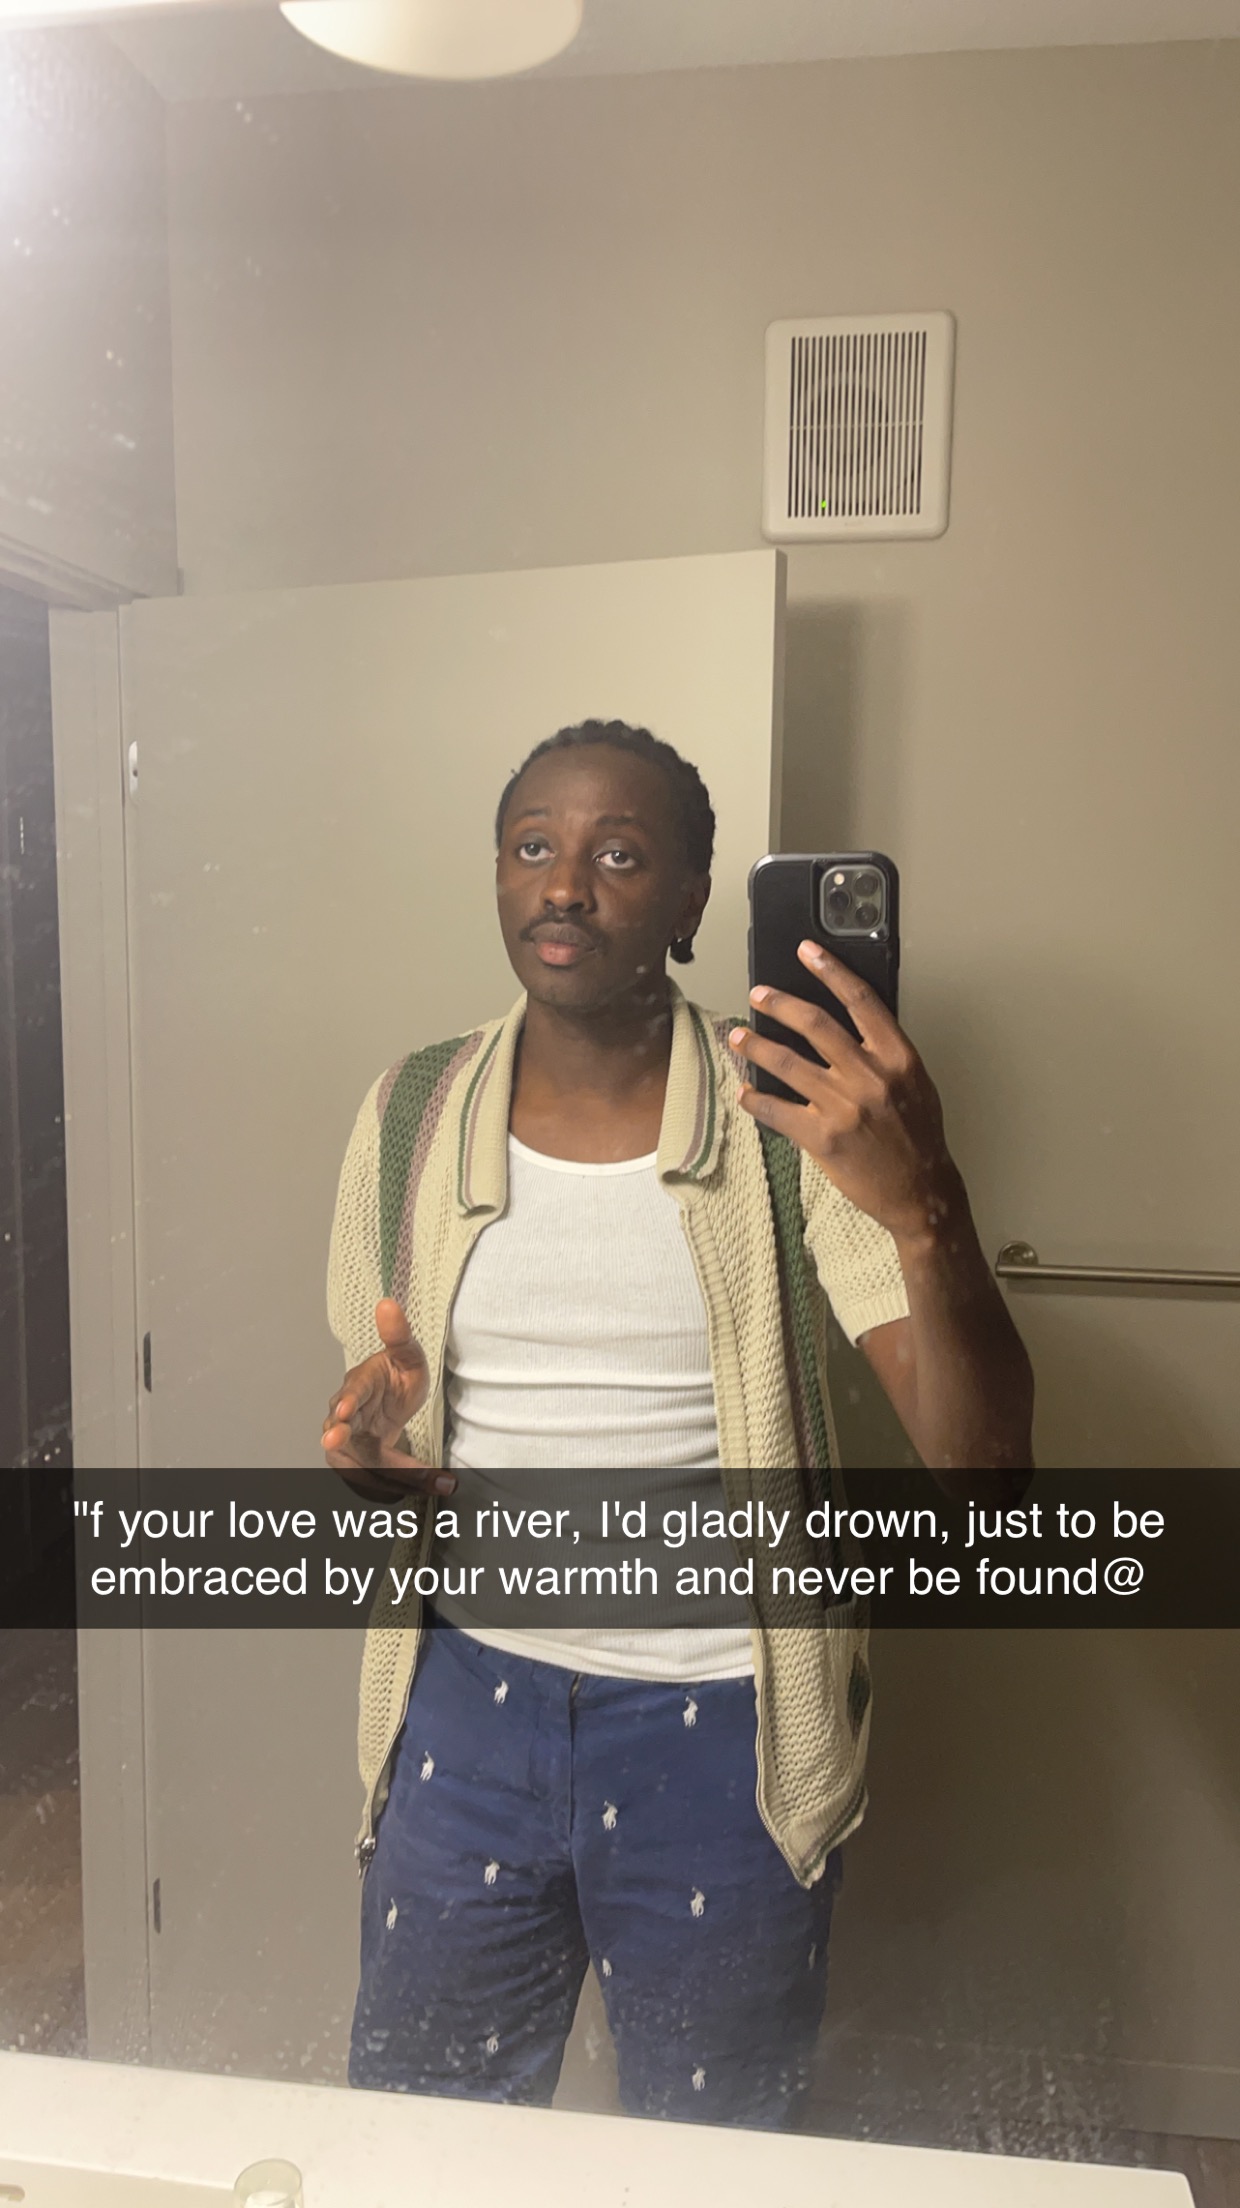 "f your love was a river, I'd gladly drown, just to be
embraced by your warmth and never be found@